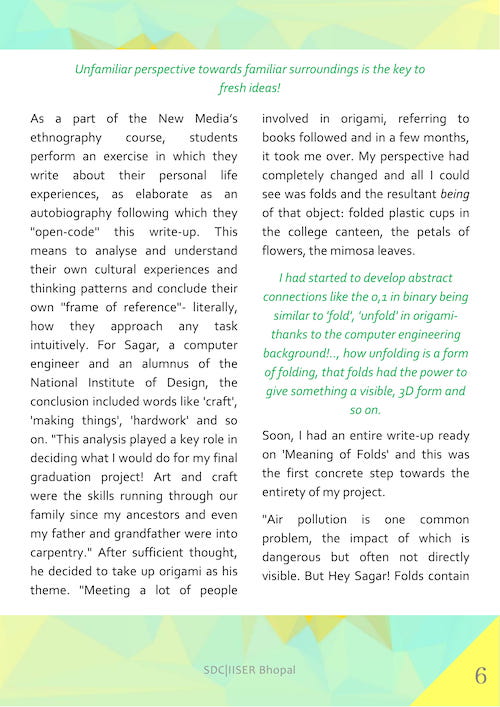 Unfamiliar perspective towards familiar surroundings is the key to
fresh ideas!
As a part of the New Media's
ethnography course, students
perform an exercise in which they
write about their personal life
experiences, as elaborate as an
autobiography following which they
"open-code" this write-up. This
means to analyse and understand
their own cultural experiences and
thinking patterns and conclude their
own "frame of reference"- literally,
how they approach any task
intuitively. For Sagar, a computer
engineer and an alumnus of the
National Institute of Design, the
conclusion included words like 'craft',
'making things', 'hardwork' and so
on. "This analysis played a key role in
deciding what I would do for my final
graduation project! Art and craft
were the skills running through our
family since my ancestors and even
my father and grandfather were into
carpentry." After sufficient thought,
he decided to take up origami as his
theme. "Meeting a lot of people
involved in origami, referring to
books followed and in a few months,
it took me over. My perspective had
completely changed and all I could
see was folds and the resultant being
of that object: folded plastic cups in
the college canteen, the petals of
flowers, the mimosa leaves.
I had started to develop abstract
connections like the 0,1 in binary being
similar to 'fold', 'unfold' in origami-
thanks to the computer engineering
background!.., how unfolding is a form
of folding, that folds had the power to
give something a visible, 3D form and
so on.
Soon, I had an entire write-up ready
on 'Meaning of Folds' and this was
the first concrete step towards the
entirety of my project.
"Air pollution is one common
problem, the impact of which is
dangerous but often not directly
visible. But Hey Sagar! Folds contain
SDC|IISER Bhopal
6